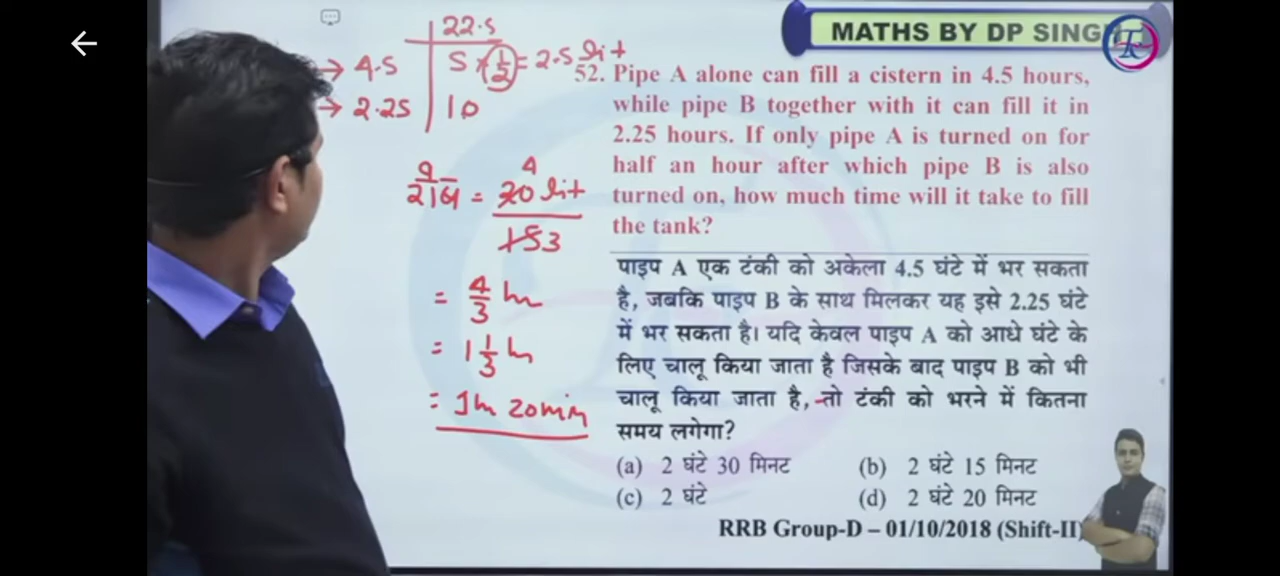 MATHS BY DP SING
22.5
→ 4.5 | 5 × 1/2 = 2.5 lit
→ 2.25 | 10
= 20 lit
4
153
= 4/3 hr
= 1 1/3 h
= 1h 20min
52. Pipe A alone can fill a cistern in 4.5 hours,
while pipe B together with it can fill it in
2.25 hours. If only pipe A is turned on for
half an hour after which pipe B is also
turned on, how much time will it take to fill
the tank?
पाइप A एक टंकी को अकेला 4.5 घंटे में भर सकता
है, जबकि पाइप B के साथ मिलकर यह इसे 2.25 घंटे
में भर सकता है। यदि केवल पाइप A को आधे घंटे के
लिए चालू किया जाता है जिसके बाद पाइप B को भी
चालू किया जाता है, तो टंकी को भरने में कितना
समय लगेगा?
(a) 2 घंटे 30 मिनट (b) 2 घंटे 15 मिनट
(c) 2 घंटे (d) 2 घंटे 20 मिनट
RRB Group-D – 01/10/2018 (Shift-II)